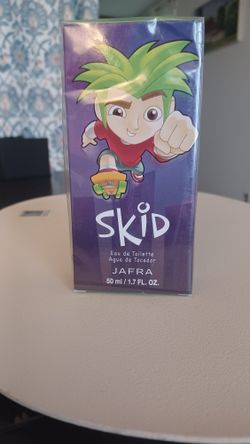 SKID
Eau de Toilette
Agua de Tocador
JAFRA
50 ml / 1.7 FL. OZ.